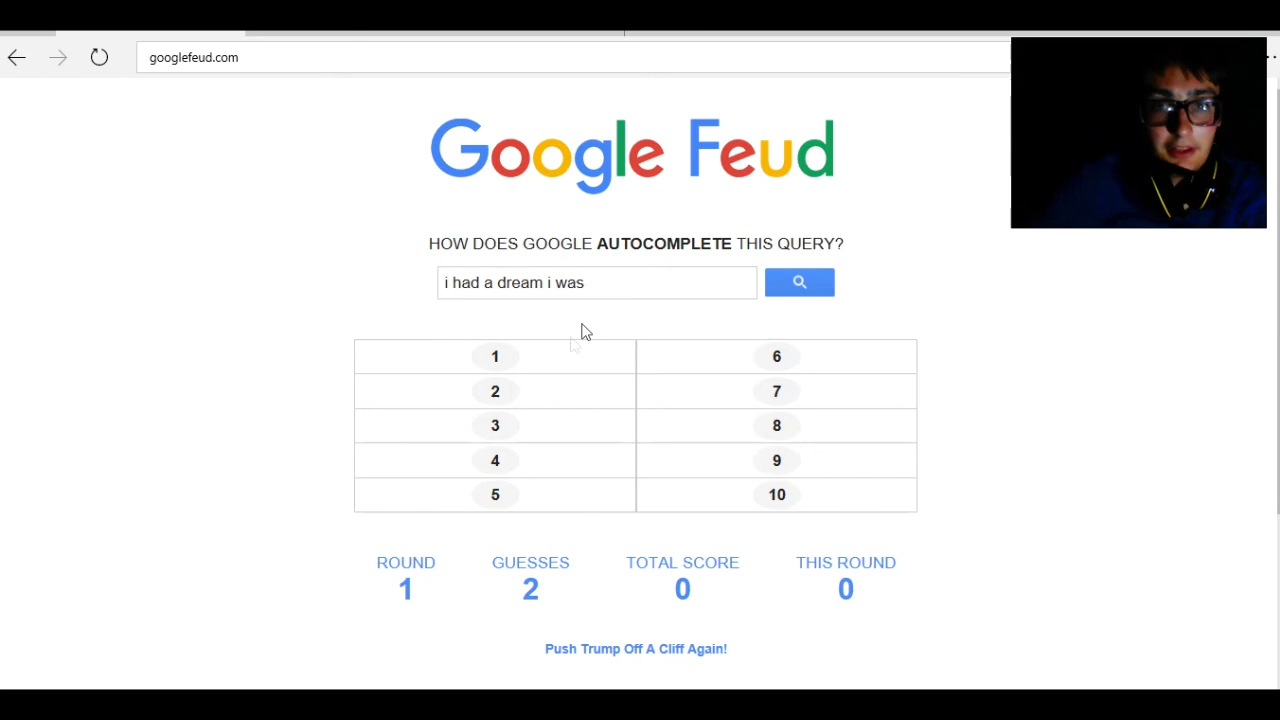 googlefeud.com
Google Feud
HOW DOES GOOGLE AUTOCOMPLETE THIS QUERY?
i had a dream i was
1 6
2 7
3 8
4 9
5 10
ROUND GUESSES TOTAL SCORE THIS ROUND
1 2 0 0
Push Trump Off A Cliff Again!